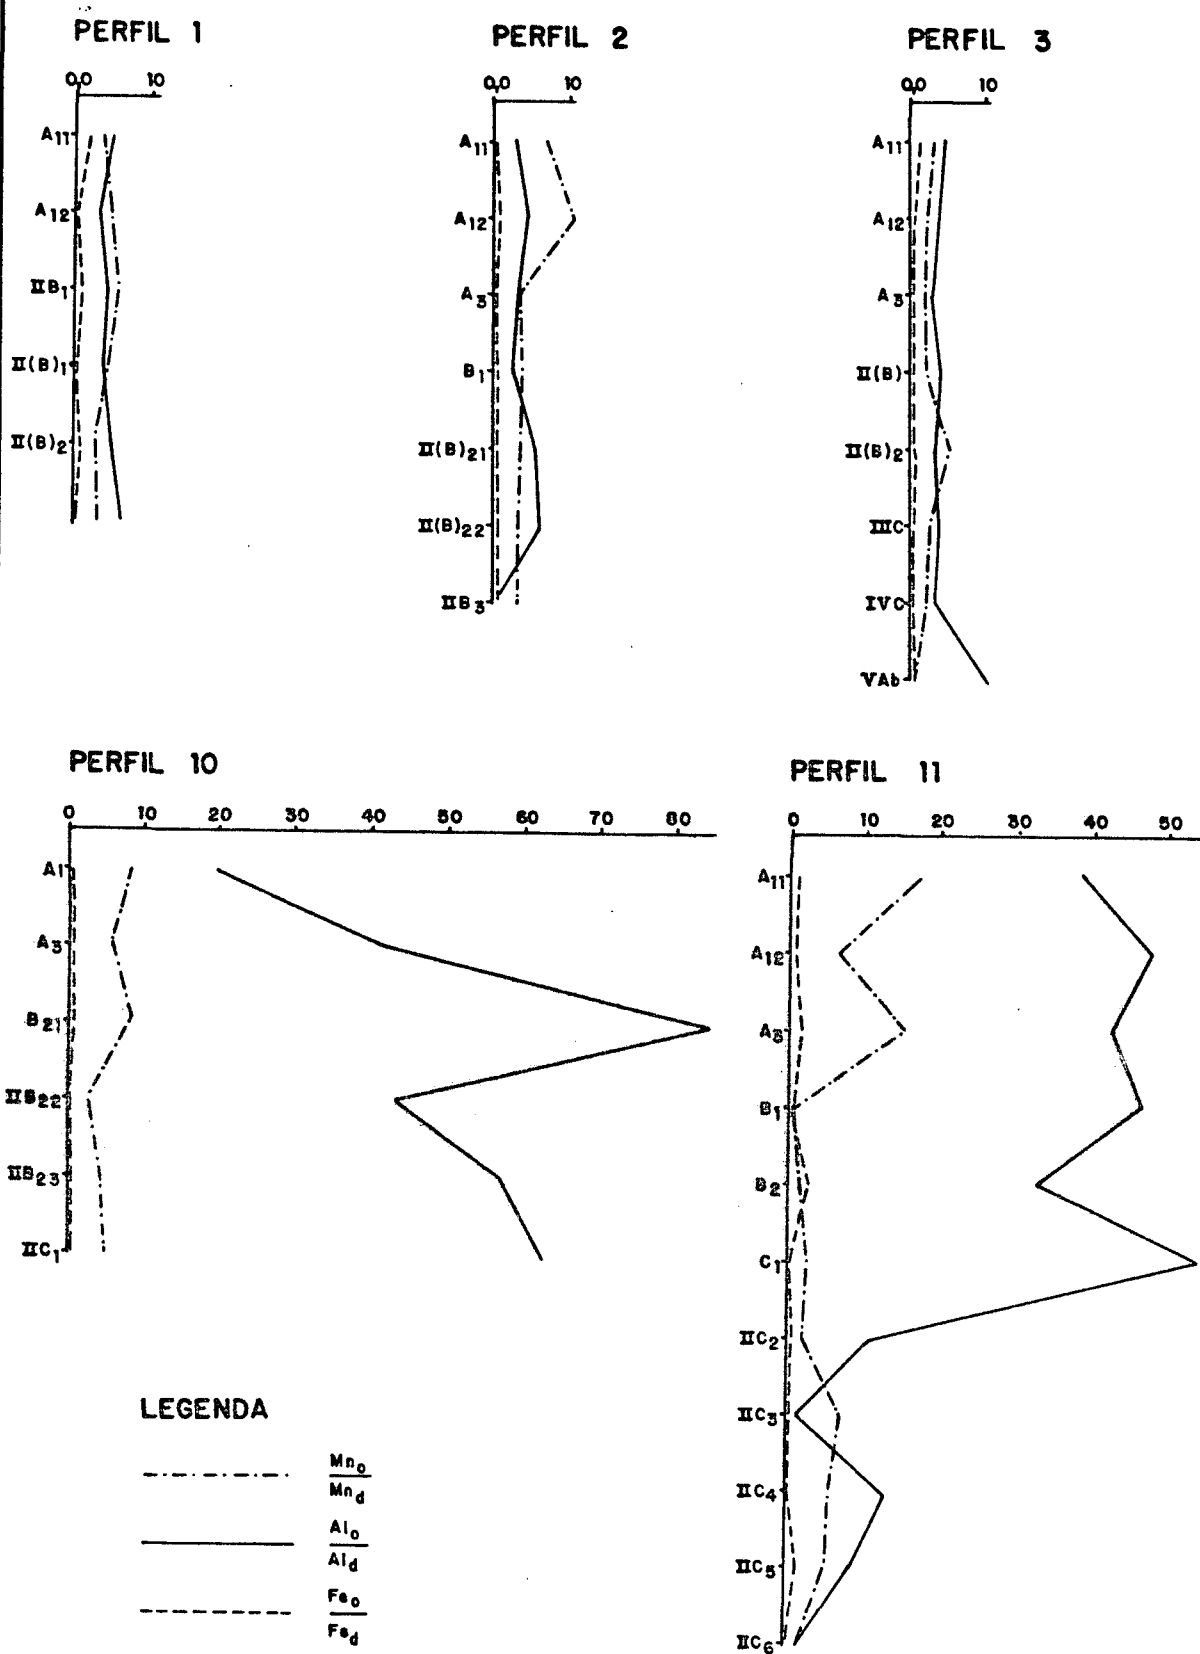 PERFIL 1
0,0 10
A11
A12
IIB1
II(B)1
II(B)2
PERFIL 2
0,0 10
A11
A12
A3
B1
II(B)21
II(B)22
IIB3
PERFIL 3
0,0 10
A11
A12
A3
II(B)
II(B)2
IIIC
IVC
VAb
PERFIL 10
0 10 20 30 40 50 60 70 80
A1
A3
B21
IIB22
IIB23
IIC1
PERFIL 11
0 10 20 30 40 50
A11
A12
A3
B1
B2
C1
IIC2
IIC3
IIC4
IIC5
IIC6
LEGENDA
Mno
Mnd
Alo
Ald
Feo
Fed